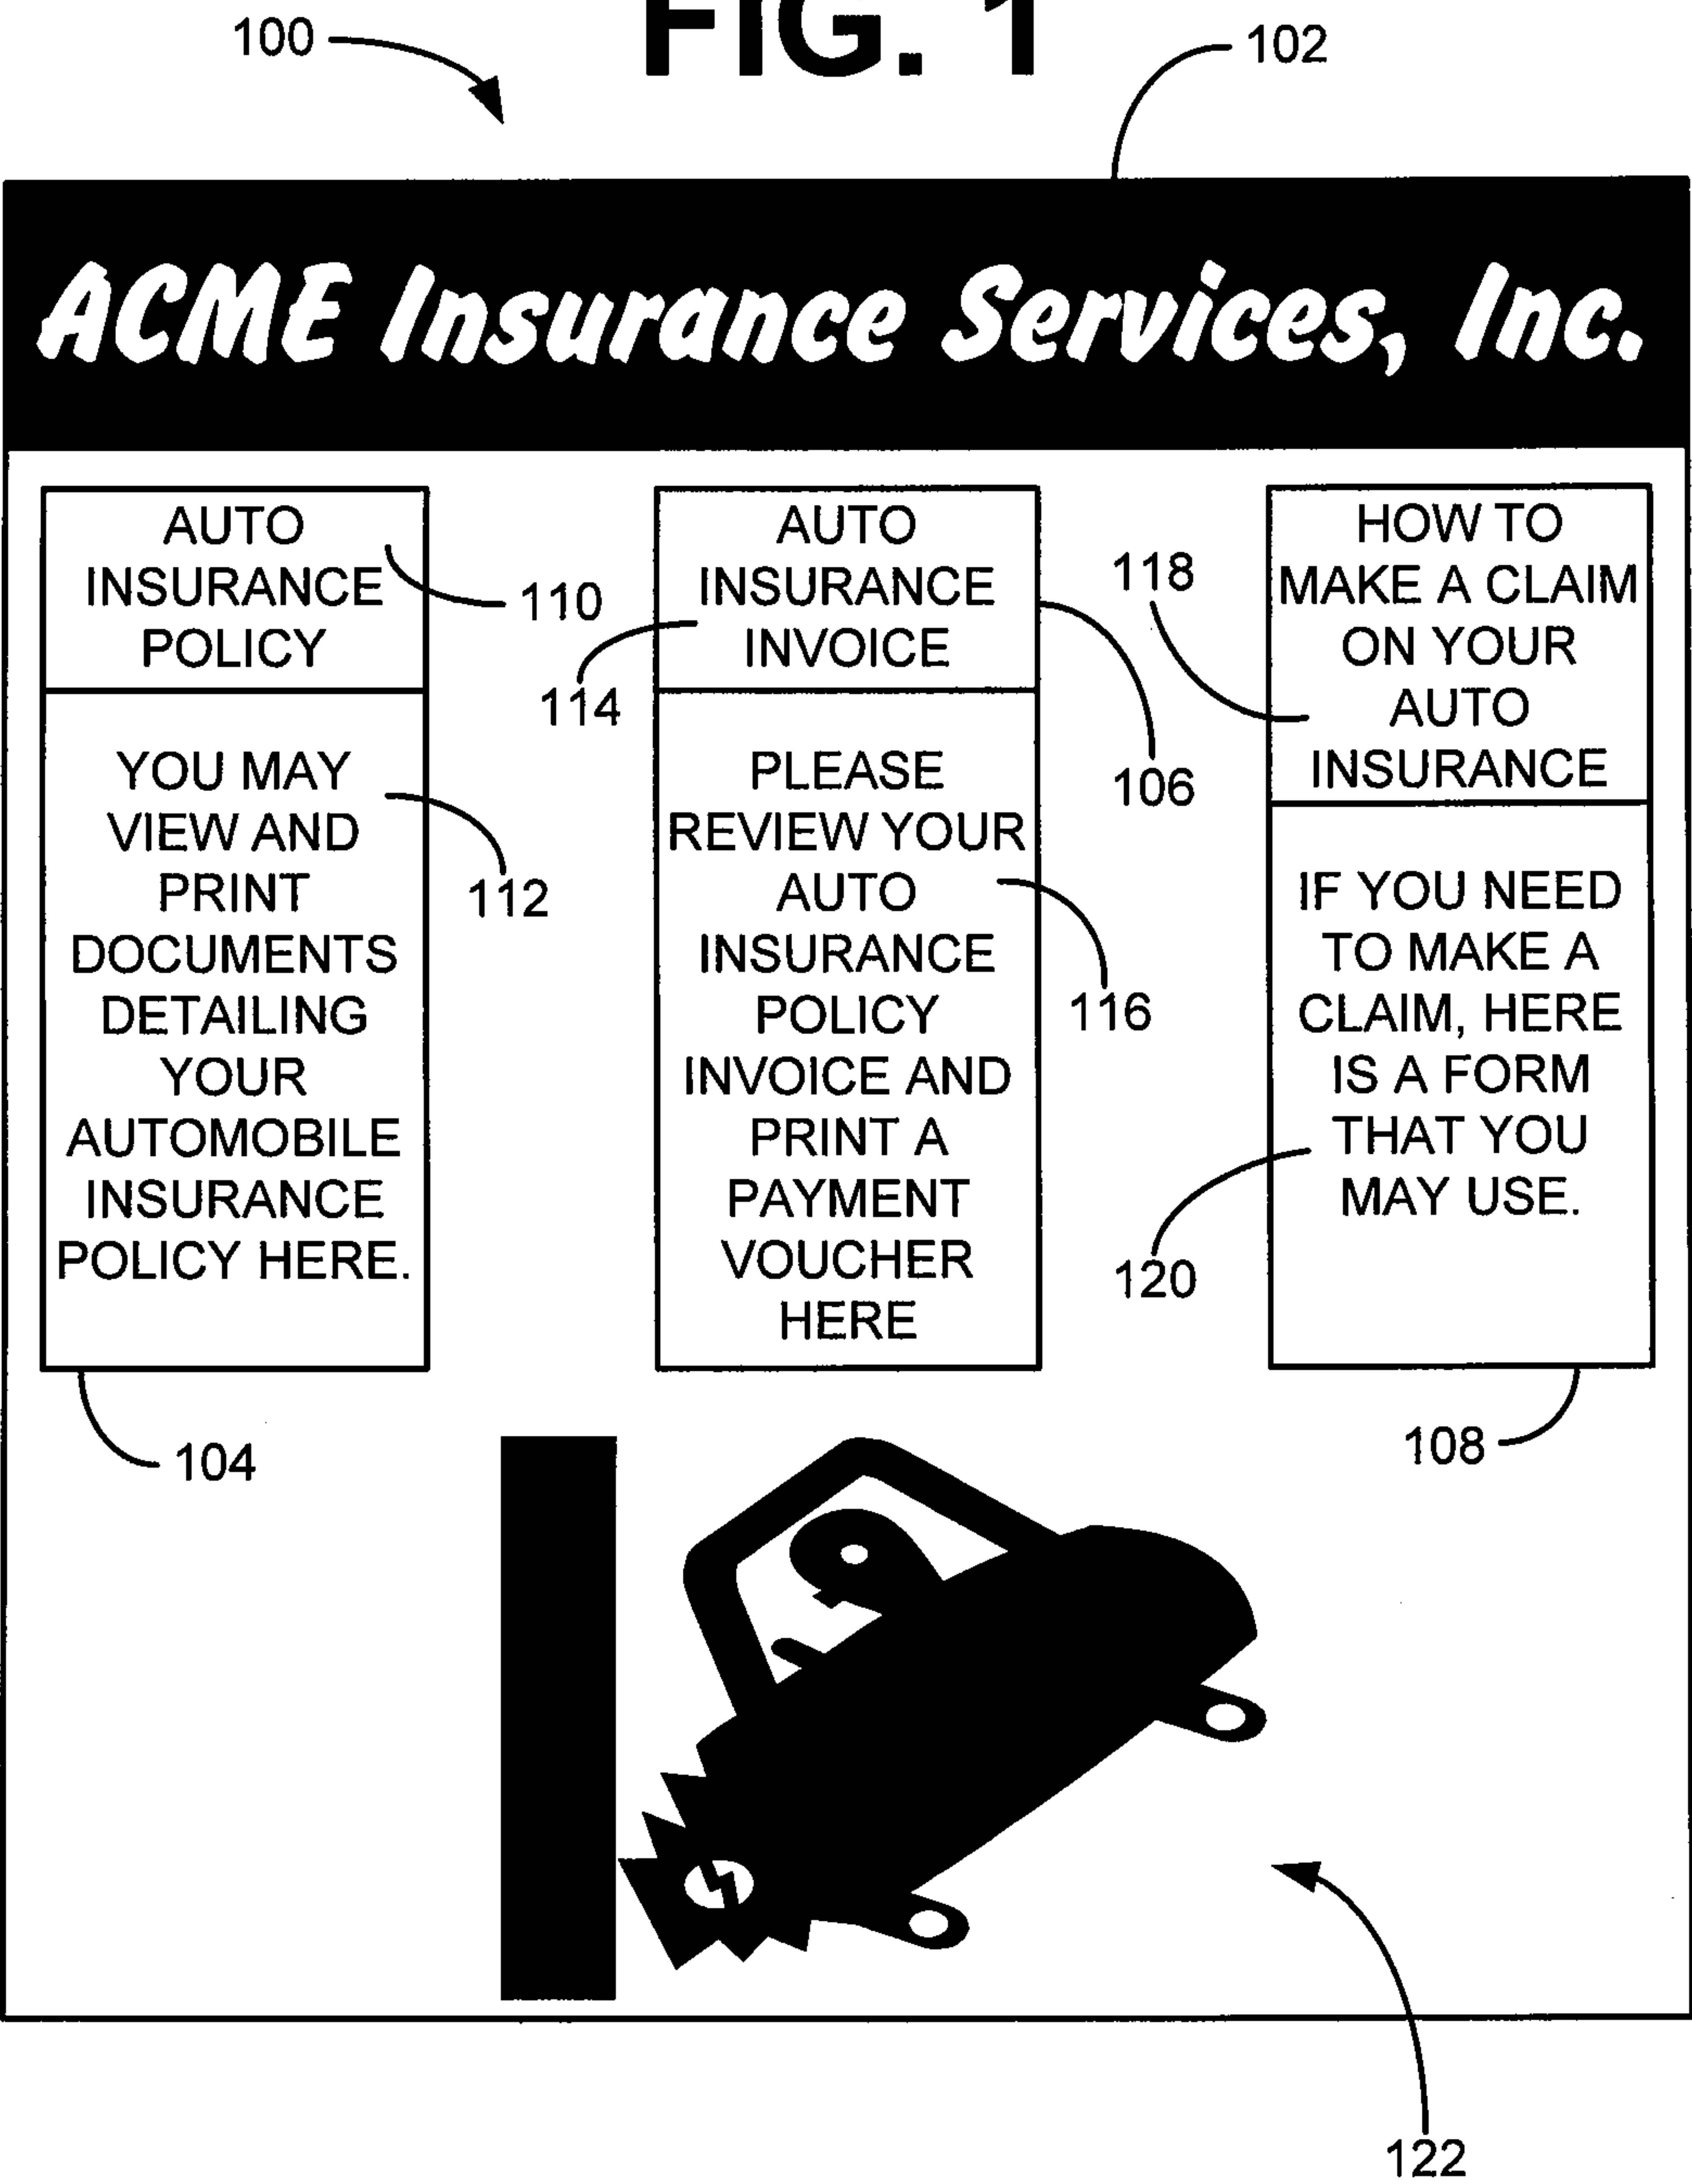 FIG. 1
100
102
ACME Insurance Services, Inc.
AUTO
INSURANCE
POLICY
110
YOU MAY
VIEW AND
PRINT
DOCUMENTS
DETAILING
YOUR
AUTOMOBILE
INSURANCE
POLICY HERE.
112
104
AUTO
INSURANCE
INVOICE
114
106
PLEASE
REVIEW YOUR
AUTO
INSURANCE
POLICY
INVOICE AND
PRINT A
PAYMENT
VOUCHER
HERE
116
118
HOW TO
MAKE A CLAIM
ON YOUR
AUTO
INSURANCE
IF YOU NEED
TO MAKE A
CLAIM, HERE
IS A FORM
THAT YOU
MAY USE.
120
108
122